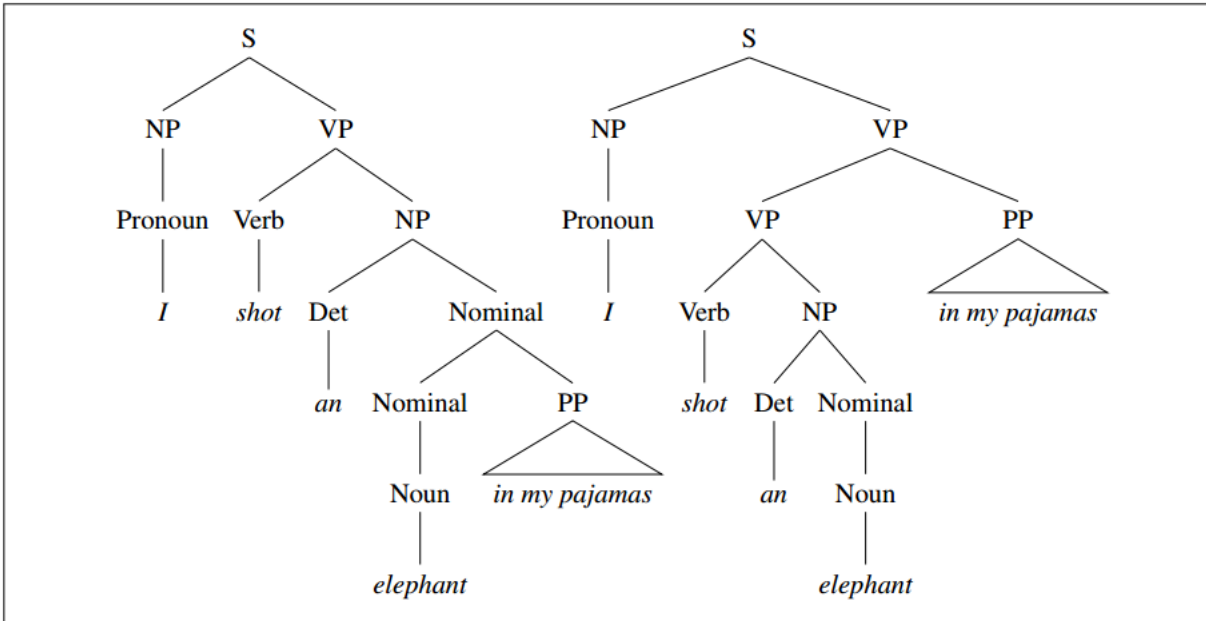 S S
NP VP NP VP
Pronoun Verb NP Pronoun VP PP
I shot Det Nominal I Verb NP in my pajamas
an Nominal PP shot Det Nominal
Noun in my pajamas an Noun
elephant elephant